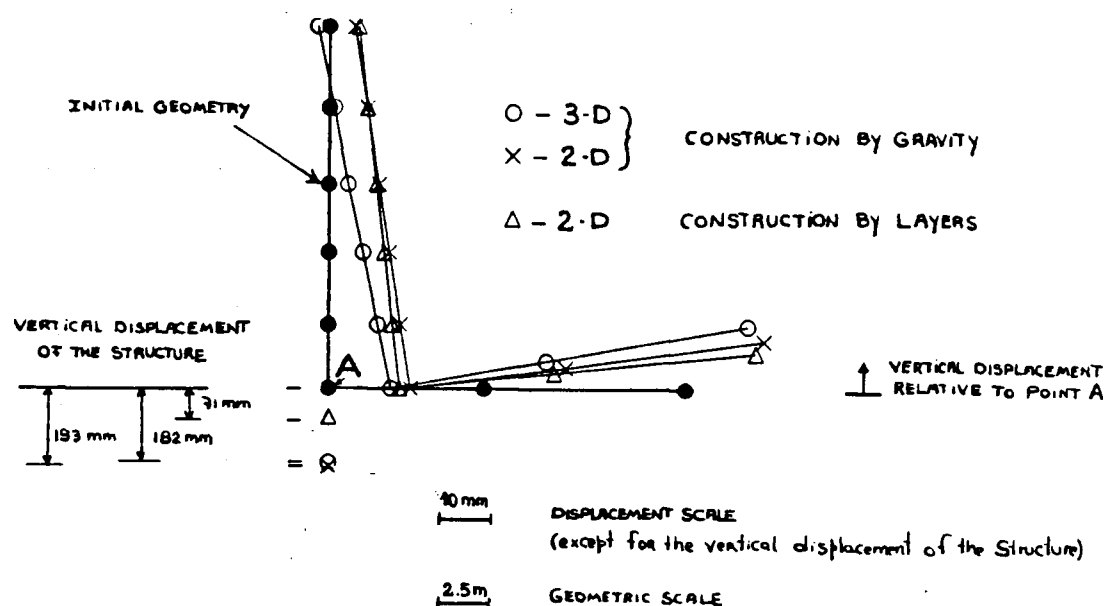 INITIAL GEOMETRY
O - 3-D
X - 2-D
CONSTRUCTION BY GRAVITY
Δ - 2-D CONSTRUCTION BY LAYERS
VERTICAL DISPLACEMENT
OF THE STRUCTURE
A
VERTICAL DISPLACEMENT
RELATIVE TO POINT A
71 mm
193 mm
182 mm
10 mm
DISPLACEMENT SCALE
(except for the vertical displacement of the Structure)
2.5m
GEOMETRIC SCALE